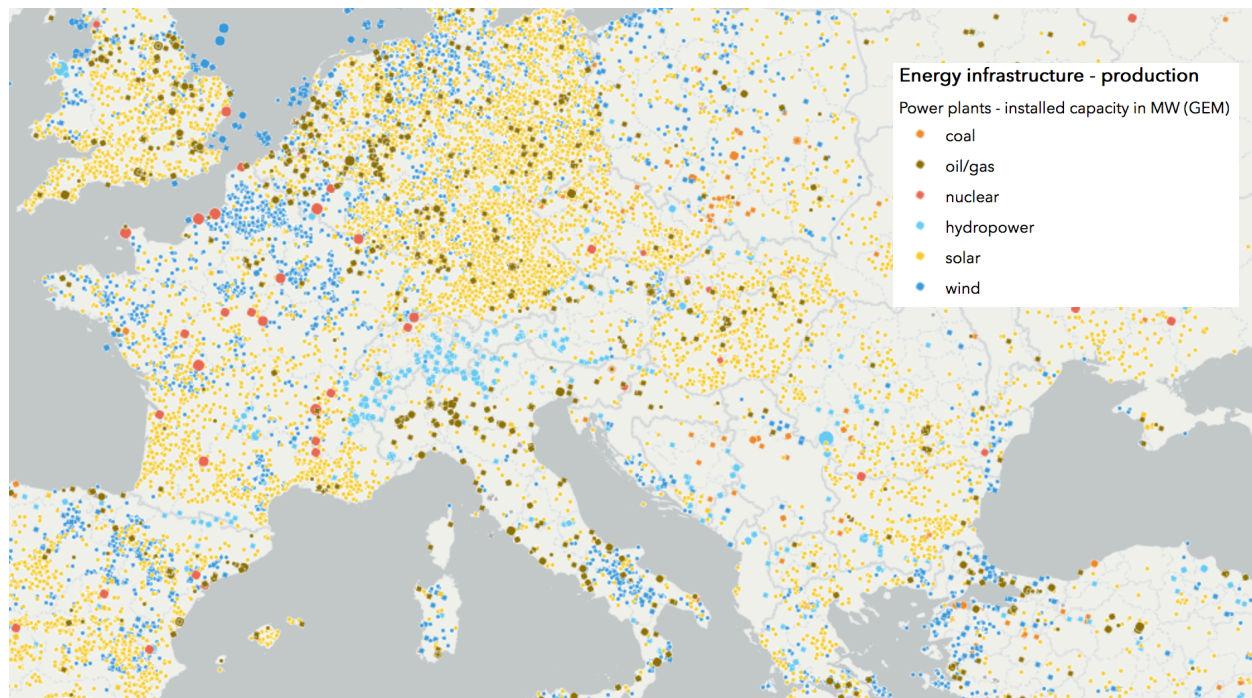 Energy infrastructure - production
Power plants - installed capacity in MW (GEM)
coal
oil/gas
nuclear
hydropower
solar
wind